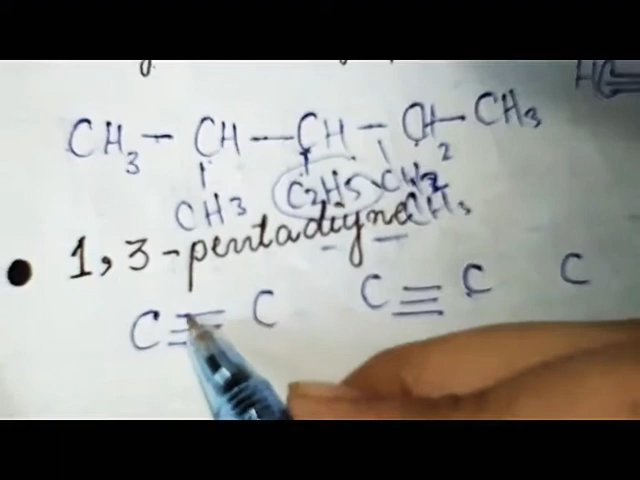 CH3 - CH - CH - CH - CH3
CH3 C2H5 CH2
CH3
1, 3 - pentadiyne
C ≡ C C ≡ C C